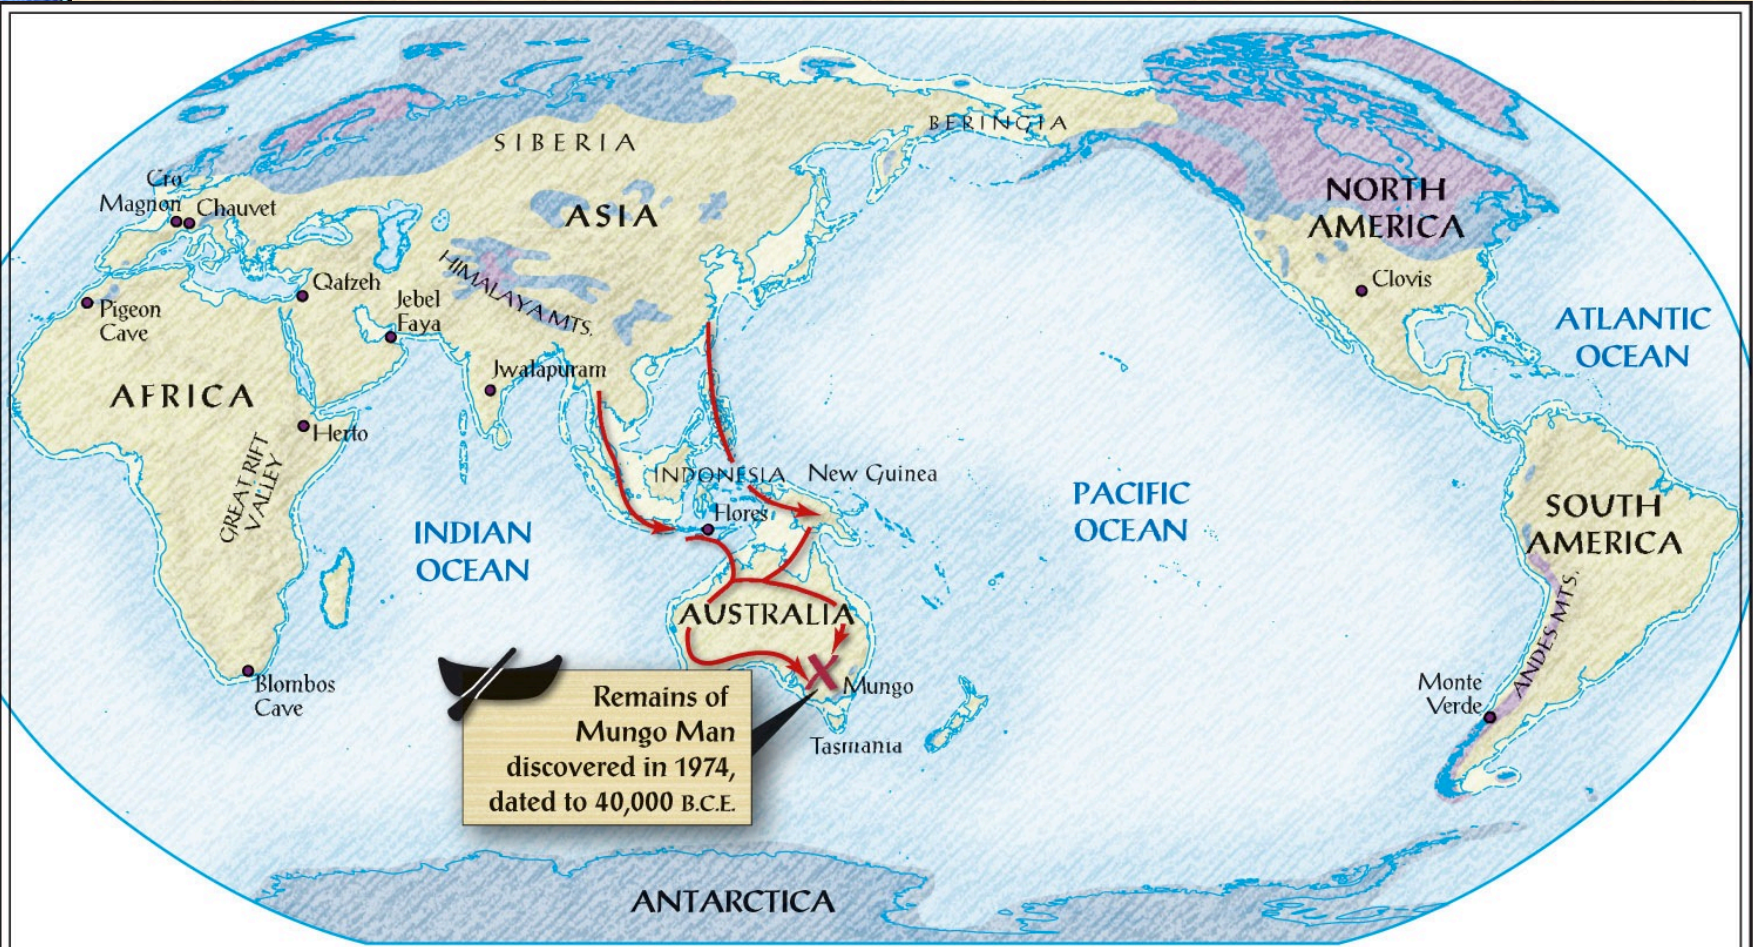 SIBERIA
BERINGIA
Cro
Magnon
Chauvet
ASIA
NORTH
AMERICA
HIMALAYA MTS.
Qafzeh
Clovis
Jebel
Faya
Pigeon
Cave
ATLANTIC
OCEAN
Jwalapuram
AFRICA
Herto
GREAT RIFT
VALLEY
INDONESIA
New Guinea
Flores
PACIFIC
OCEAN
SOUTH
AMERICA
INDIAN
OCEAN
AUSTRALIA
ANDES MTS.
Blombos
Cave
Mungo
Monte
Verde
Remains of
Mungo Man
discovered in 1974,
dated to 40,000 B.C.E.
Tasmania
ANTARCTICA